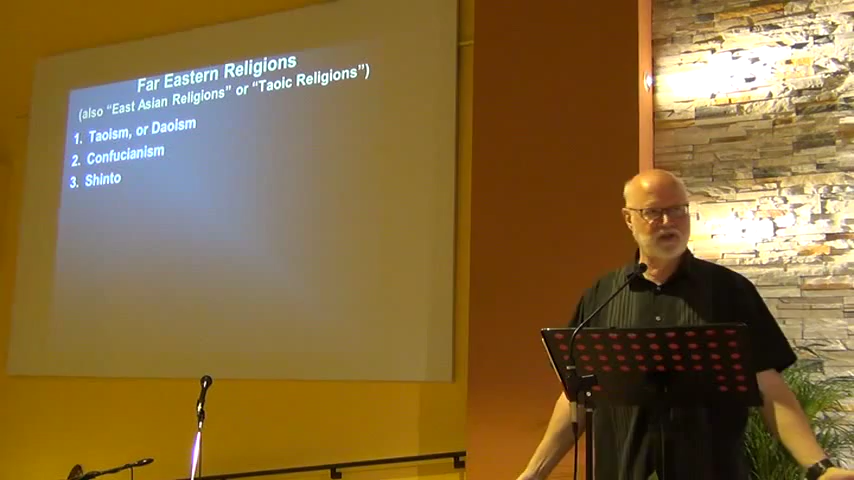 Far Eastern Religions
(also “East Asian Religions” or “Taoic Religions”)
1. Taoism, or Daoism
2. Confucianism
3. Shinto